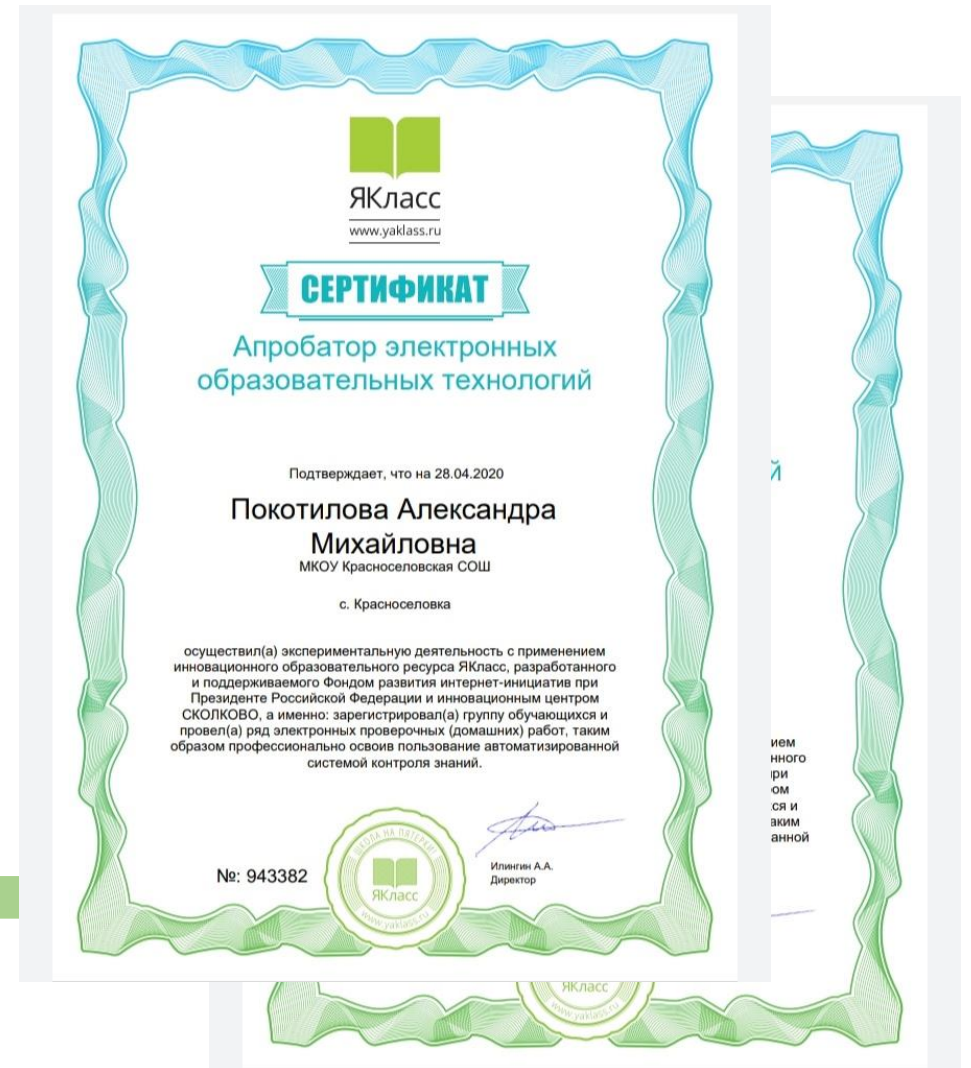 ЯКласс
www.yaklass.ru
СЕРТИФИКАТ
Апробатор электронных
образовательных технологий
Подтверждает, что на 28.04.2020
Покотилова Александра
Михайловна
МКОУ Красноселовская СОШ
с. Красноселовка
осуществил(а) экспериментальную деятельность с применением
инновационного образовательного ресурса ЯКласс, разработанного
и поддерживаемого Фондом развития интернет-инициатив при
Президенте Российской Федерации и инновационным центром
СКОЛКОВО, а именно: зарегистрировал(а) группу обучающихся и
провел(а) ряд электронных проверочных (домашних) работ, таким
образом профессионально освоив пользование автоматизированной
системой контроля знаний.
№: 943382
ШКОЛА НА ПЯТЁРКИ!
ЯКласс
www.yaklass.ru
Илингин А.А.
Директор
й
ием
нного
при
ом
ся и
аким
анной
ЯКласс
www.yaklass.ru